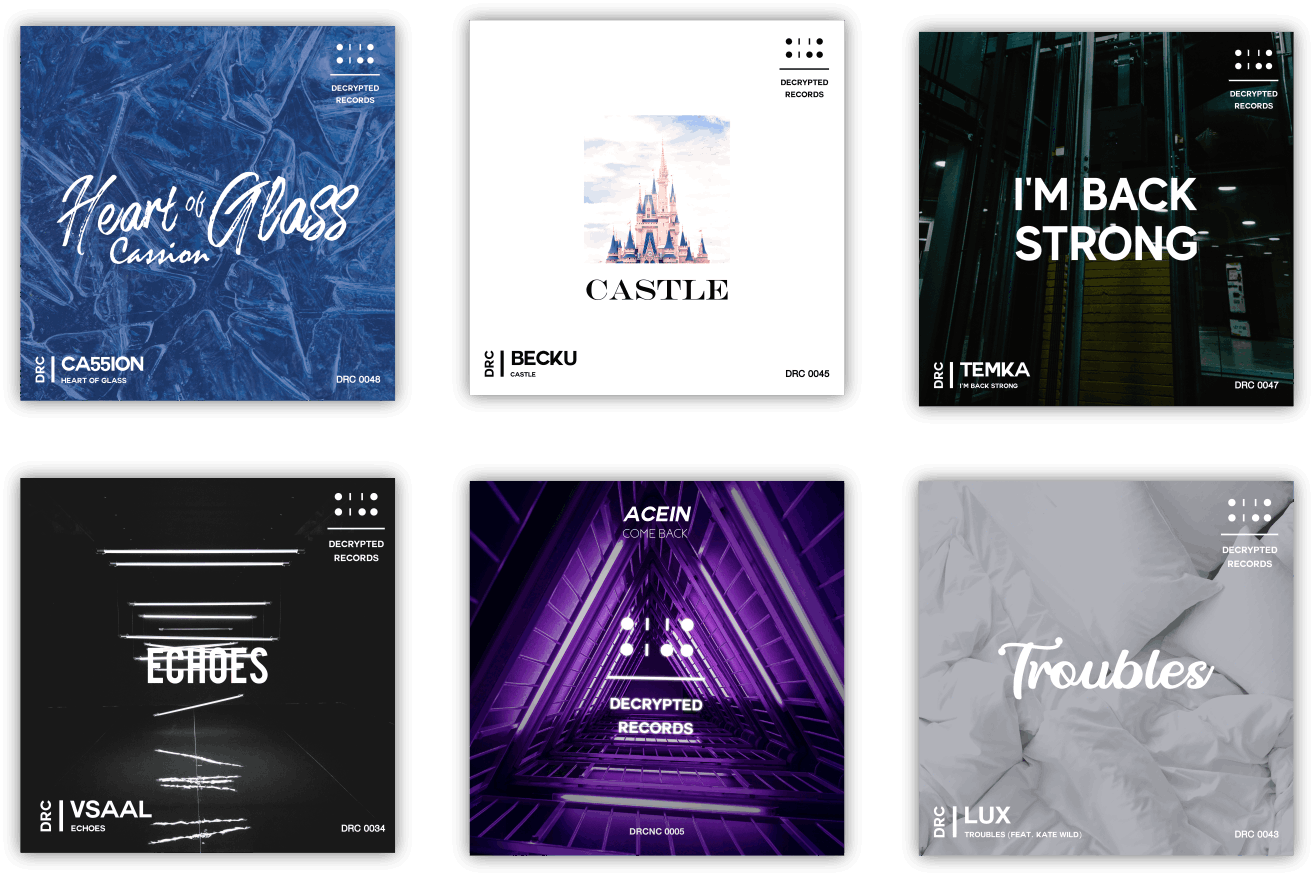 DECRYPTED
RECORDS
Heart of Glass
Cassion
DRC
CA55ION
HEART OF GLASS
DRC 0048
DECRYPTED
RECORDS
CASTLE
DRC
BECKU
CASTLE
DRC 0045
DECRYPTED
RECORDS
I'M BACK
STRONG
DRC
TEMKA
I'M BACK STRONG
DRC 0047
DECRYPTED
RECORDS
ECHOES
DRC
VSAAL
ECHOES
DRC 0034
ACEIN
COME BACK
DECRYPTED
RECORDS
DRCNC 0005
DECRYPTED
RECORDS
Troubles
DRC
LUX
TROUBLES (FEAT. KATE WILD)
DRC 0043